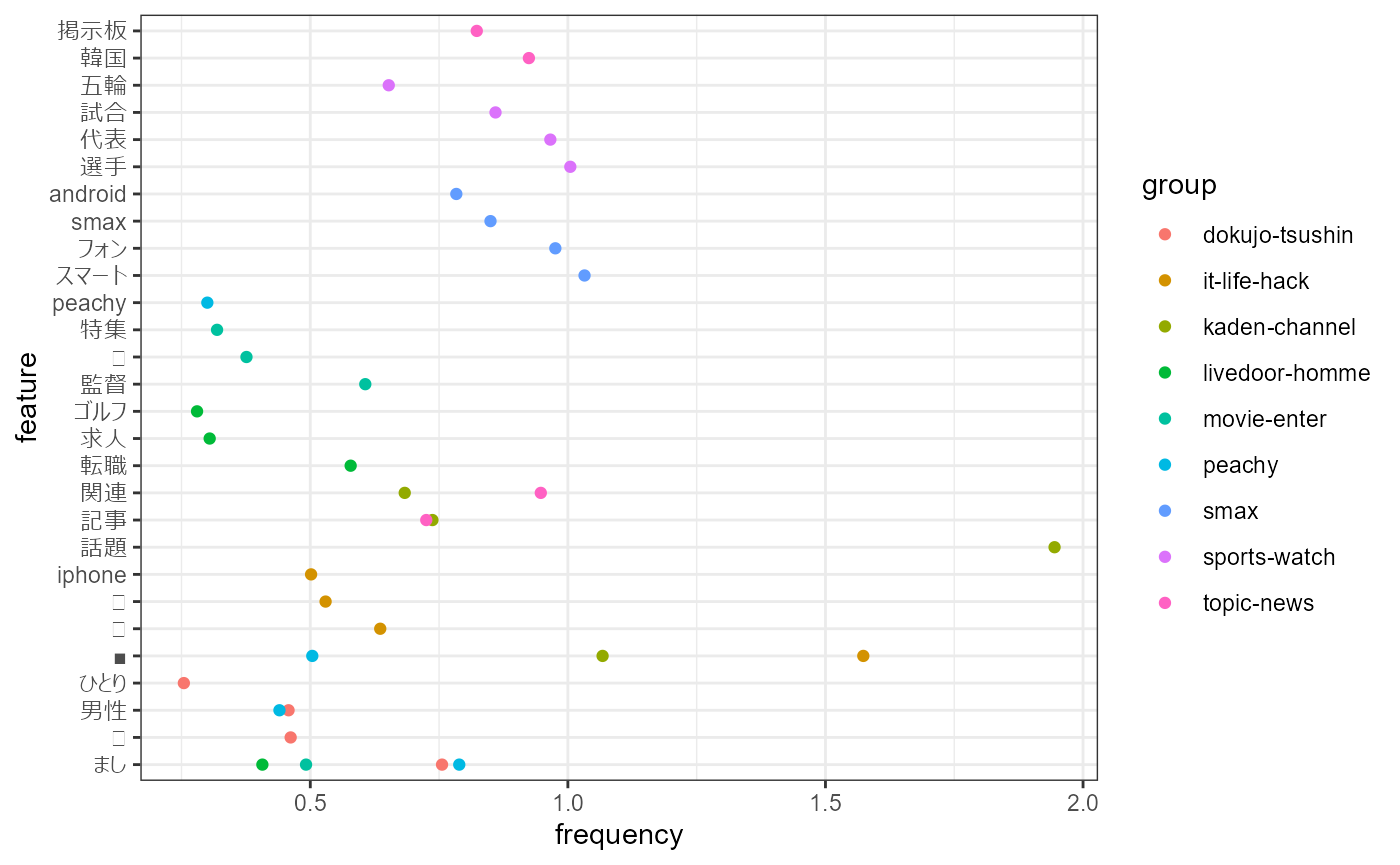 掲示板
韓国
五輪
試合
代表
選手
android
smax
フォン
スマート
peachy
特集
□
監督
ゴルフ
求人
転職
関連
記事
話題
iphone
□
□
■
ひとり
男性
□
まし
0.5 1.0 1.5 2.0
frequency
feature
group
dokujo-tsushin
it-life-hack
kaden-channel
livedoor-homme
movie-enter
peachy
smax
sports-watch
topic-news